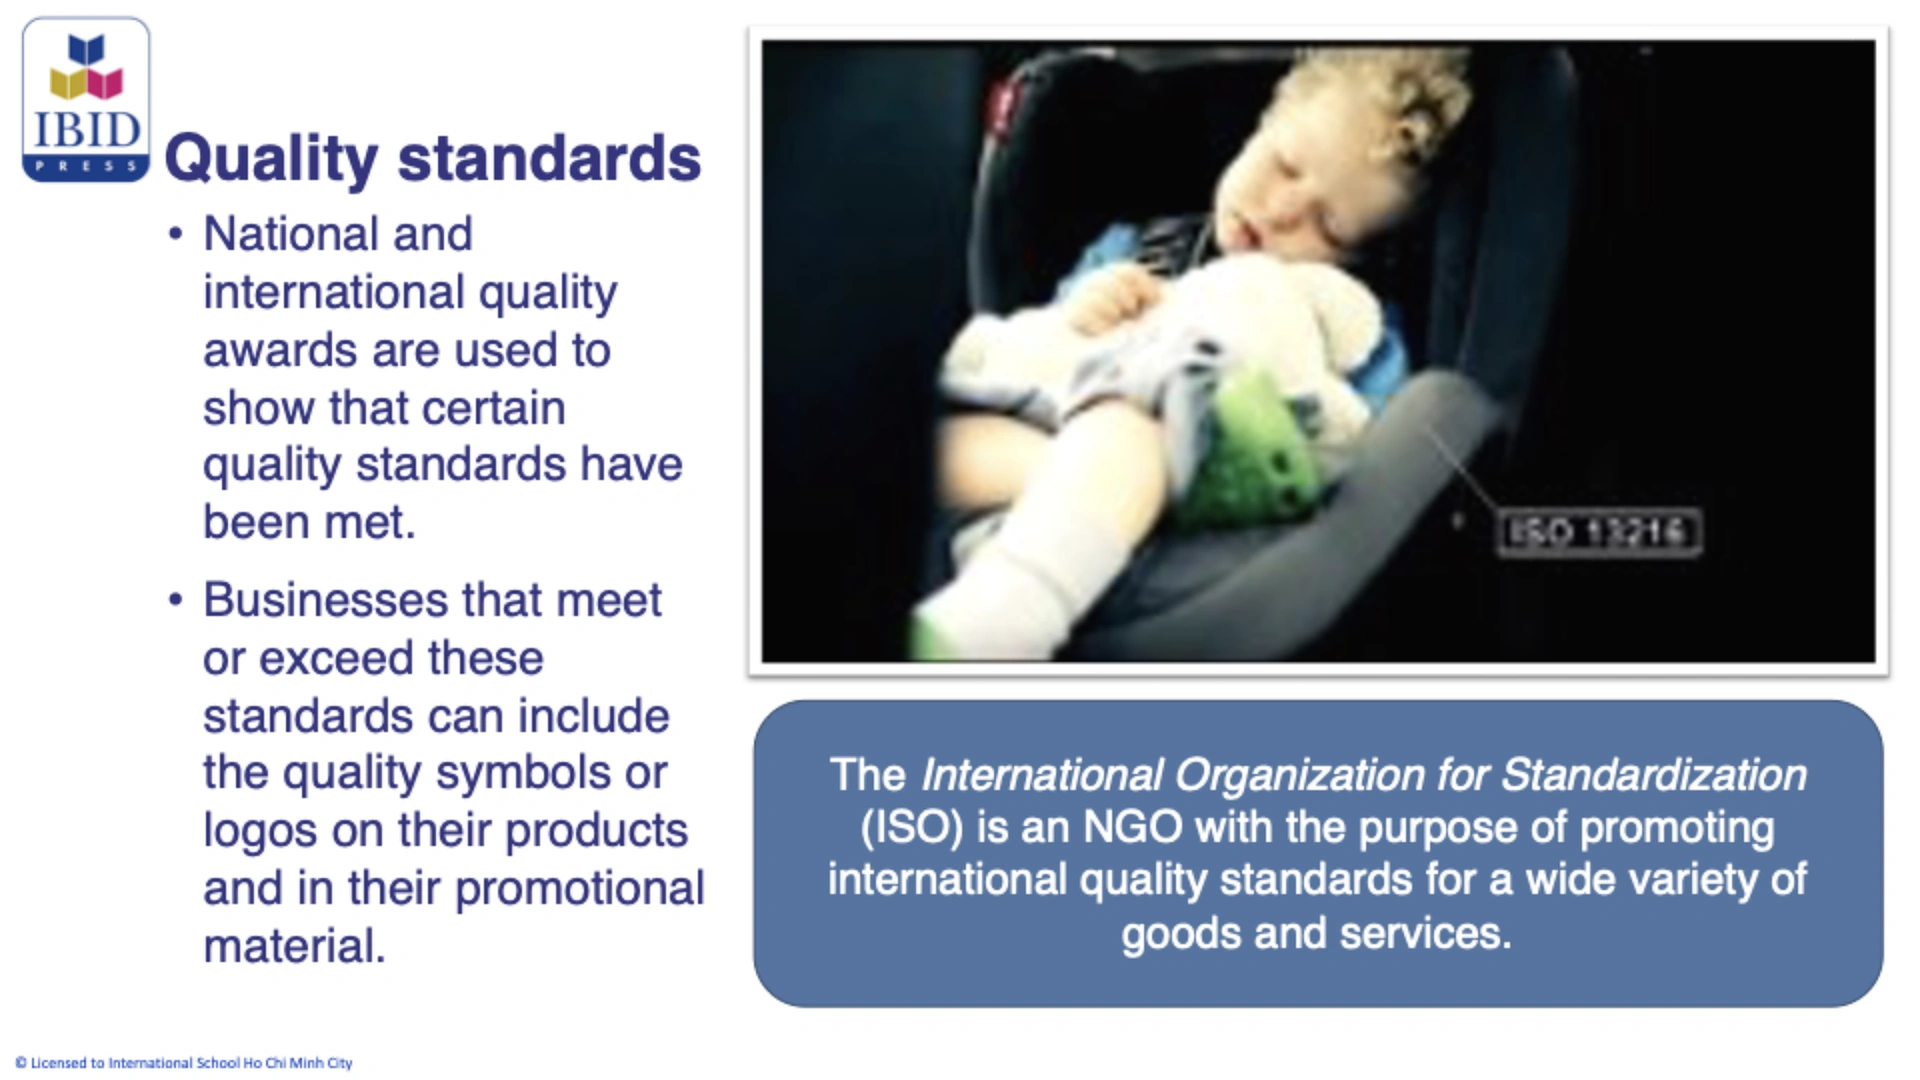 IBID
PRESS
Quality standards
• National and
international quality
awards are used to
show that certain
quality standards have
been met.
• Businesses that meet
or exceed these
standards can include
the quality symbols or
logos on their products
and in their promotional
material.
ISO 13216
The International Organization for Standardization
(ISO) is an NGO with the purpose of promoting
international quality standards for a wide variety of
goods and services.
© Licensed to International School Ho Chi Minh City